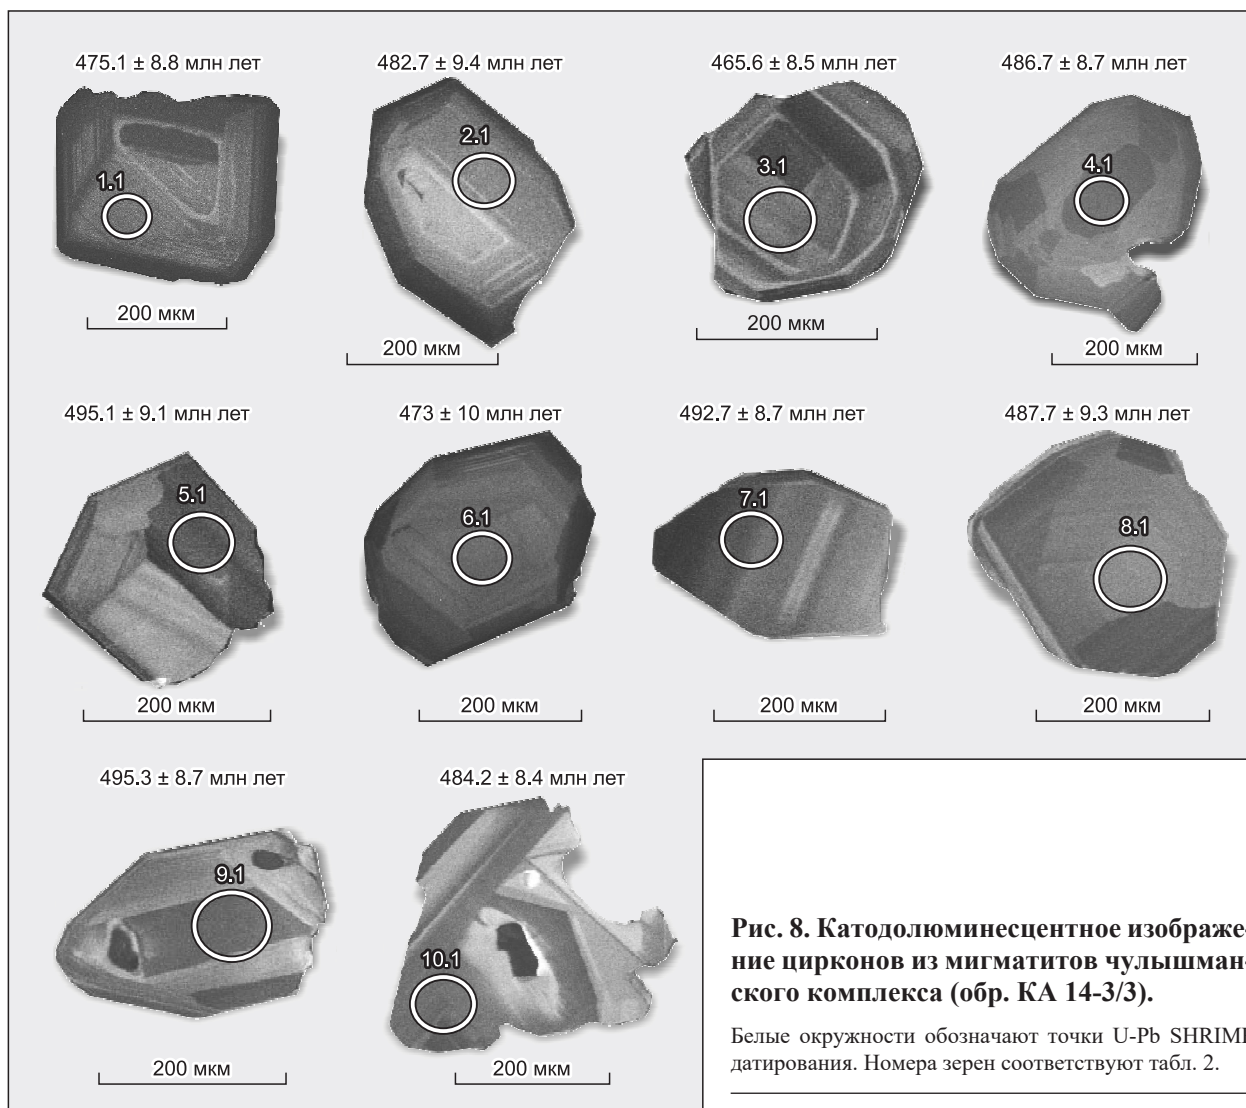 475.1 ± 8.8 млн лет
482.7 ± 9.4 млн лет
465.6 ± 8.5 млн лет
486.7 ± 8.7 млн лет
1.1
2.1
3.1
4.1
200 мкм
200 мкм
200 мкм
200 мкм
495.1 ± 9.1 млн лет
473 ± 10 млн лет
492.7 ± 8.7 млн лет
487.7 ± 9.3 млн лет
5.1
6.1
7.1
8.1
200 мкм
200 мкм
200 мкм
200 мкм
495.3 ± 8.7 млн лет
484.2 ± 8.4 млн лет
9.1
10.1
200 мкм
200 мкм
Рис. 8. Катодолюминесцентное изображе-
ние цирконов из мигматитов чулышман-
ского комплекса (обр. КА 14-3/3).
Белые окружности обозначают точки U-Pb SHRIMP
датирования. Номера зерен соответствуют табл. 2.